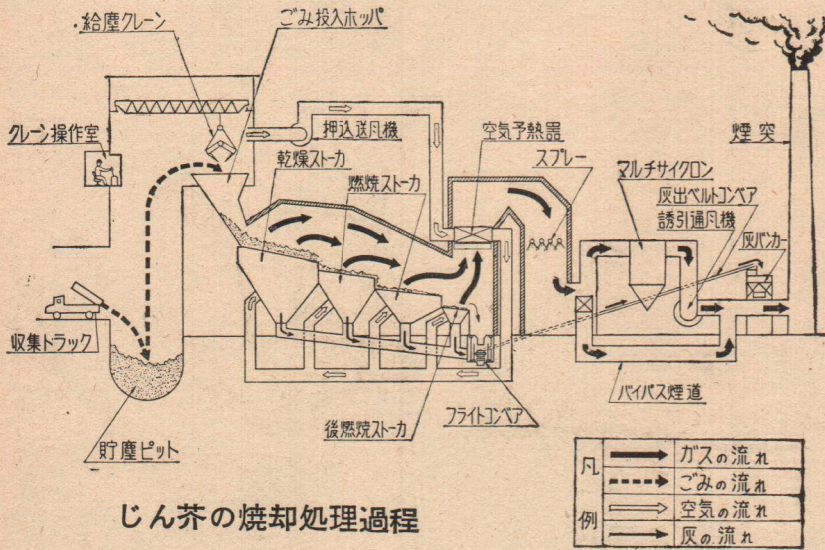 給塵クレーン
ごみ投入ホッパ
クレーン操作室
押込送凡機
空気予熱器
煙突
乾燥ストーカ
スプレー
燃焼ストーカ
マルチサイクロン
灰出ベルトコンベア
誘引通凡機
灰バンカー
収集トラック
バイパス煙道
後燃焼ストーカ
フライトコンベア
貯塵ピット
凡例
ガスの流れ
ごみの流れ
空気の流れ
灰の流れ
じん芥の焼却処理過程